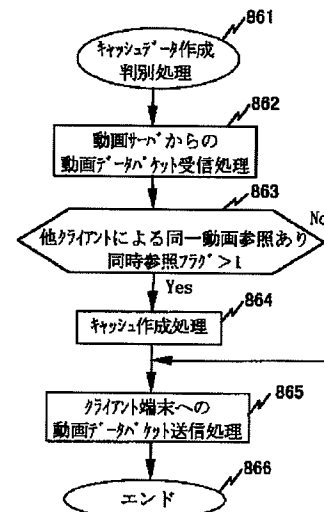 861
キャッシュデータ作成
判別処理
862
動画サーバからの
動画データパケット受信処理
863
No
他クライアントによる同一動画参照あり
同時参照フラグ>1
Yes
864
キャッシュ作成処理
865
クライアント端末への
動画データパケット送信処理
866
エンド